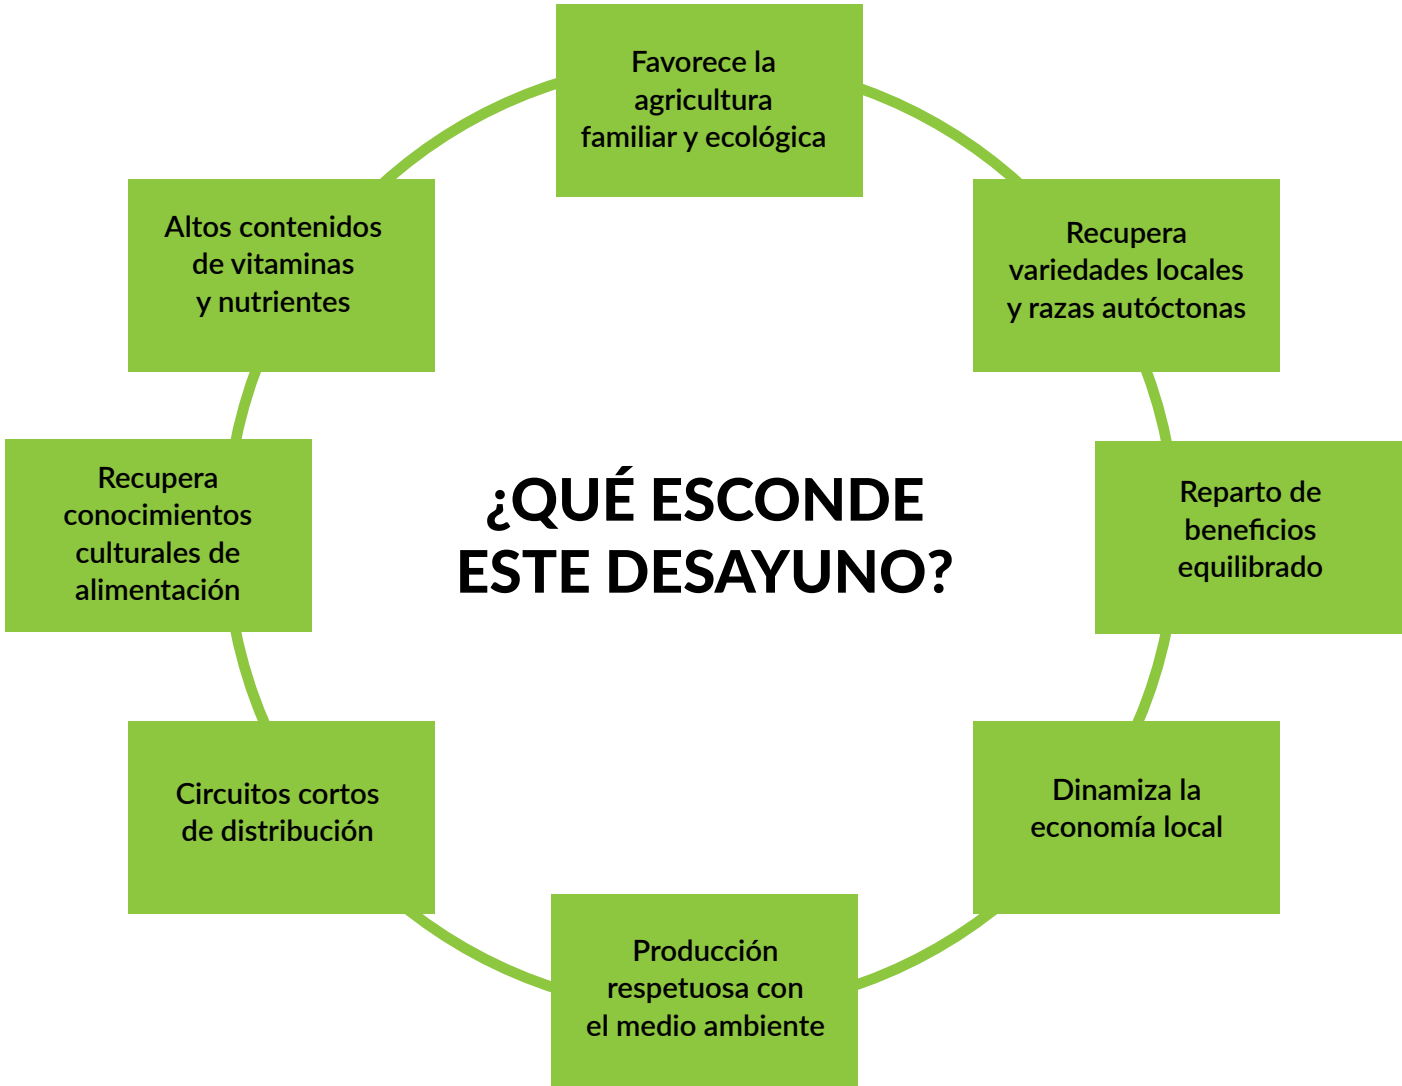 Favorece la
agricultura
familiar y ecológica
Altos contenidos
de vitaminas
y nutrientes
Recupera
variedades locales
y razas autóctonas
Recupera
conocimientos
culturales de
alimentación
¿QUÉ ESCONDE
ESTE DESAYUNO?
Reparto de
beneficios
equilibrado
Circuitos cortos
de distribución
Dinamiza la
economía local
Producción
respetuosa con
el medio ambiente